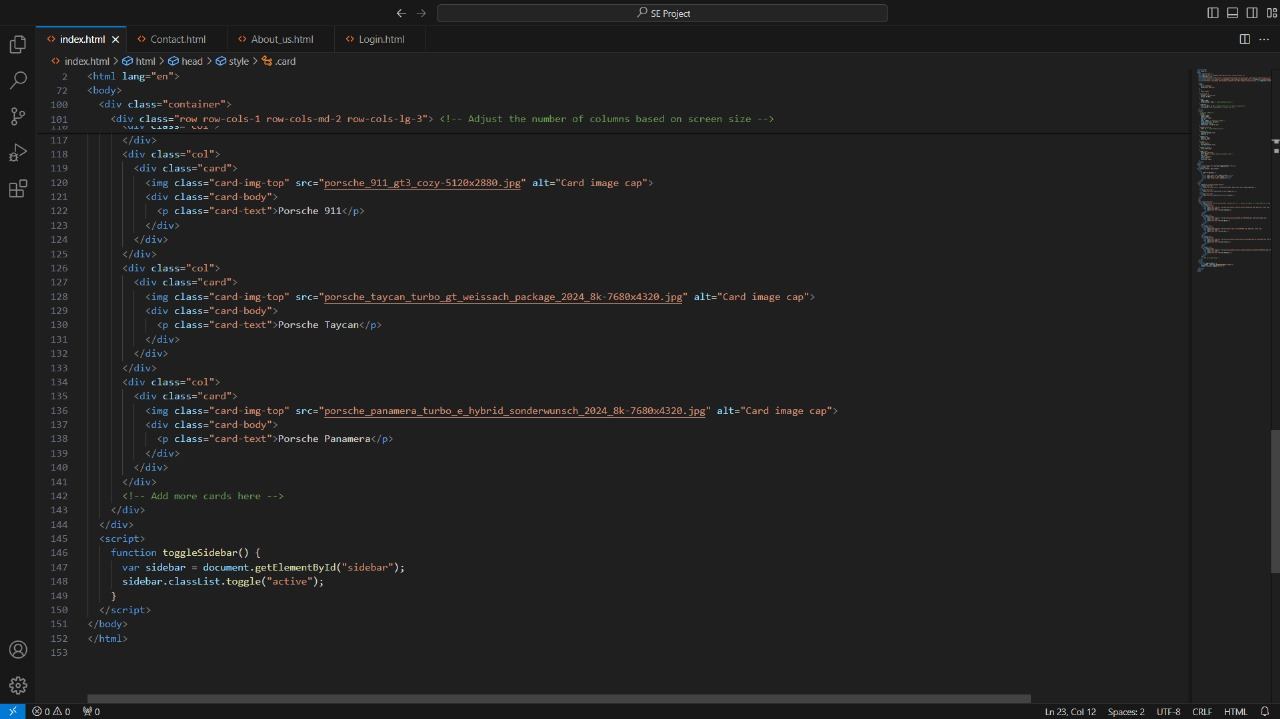 SE Project
index.html Contact.html About_us.html Login.html
index.html > html > head > style > .card
2 <html lang="en">
72 <body>
100 <div class="container">
101 <div class="row row-cols-1 row-cols-md-2 row-cols-lg-3"> <!-- Adjust the number of columns based on screen size -->
116 <div class="col">
117 </div>
118 <div class="col">
119 <div class="card">
120 <img class="card-img-top" src="porsche_911_gt3_cozy-5120x2880.jpg" alt="Card image cap">
121 <div class="card-body">
122 <p class="card-text">Porsche 911</p>
123 </div>
124 </div>
125 </div>
126 <div class="col">
127 <div class="card">
128 <img class="card-img-top" src="porsche_taycan_turbo_gt_weissach_package_2024_8k-7680x4320.jpg" alt="Card image cap">
129 <div class="card-body">
130 <p class="card-text">Porsche Taycan</p>
131 </div>
132 </div>
133 </div>
134 <div class="col">
135 <div class="card">
136 <img class="card-img-top" src="porsche_panamera_turbo_e_hybrid_sonderwunsch_2024_8k-7680x4320.jpg" alt="Card image cap">
137 <div class="card-body">
138 <p class="card-text">Porsche Panamera</p>
139 </div>
140 </div>
141 </div>
142 <!-- Add more cards here -->
143 </div>
144 </div>
145 <script>
146 function toggleSidebar() {
147 var sidebar = document.getElementById("sidebar");
148 sidebar.classList.toggle("active");
149 }
150 </script>
151 </body>
152 </html>
153
0 0 0 Ln 23, Col 12 Spaces: 2 UTF-8 CRLF HTML